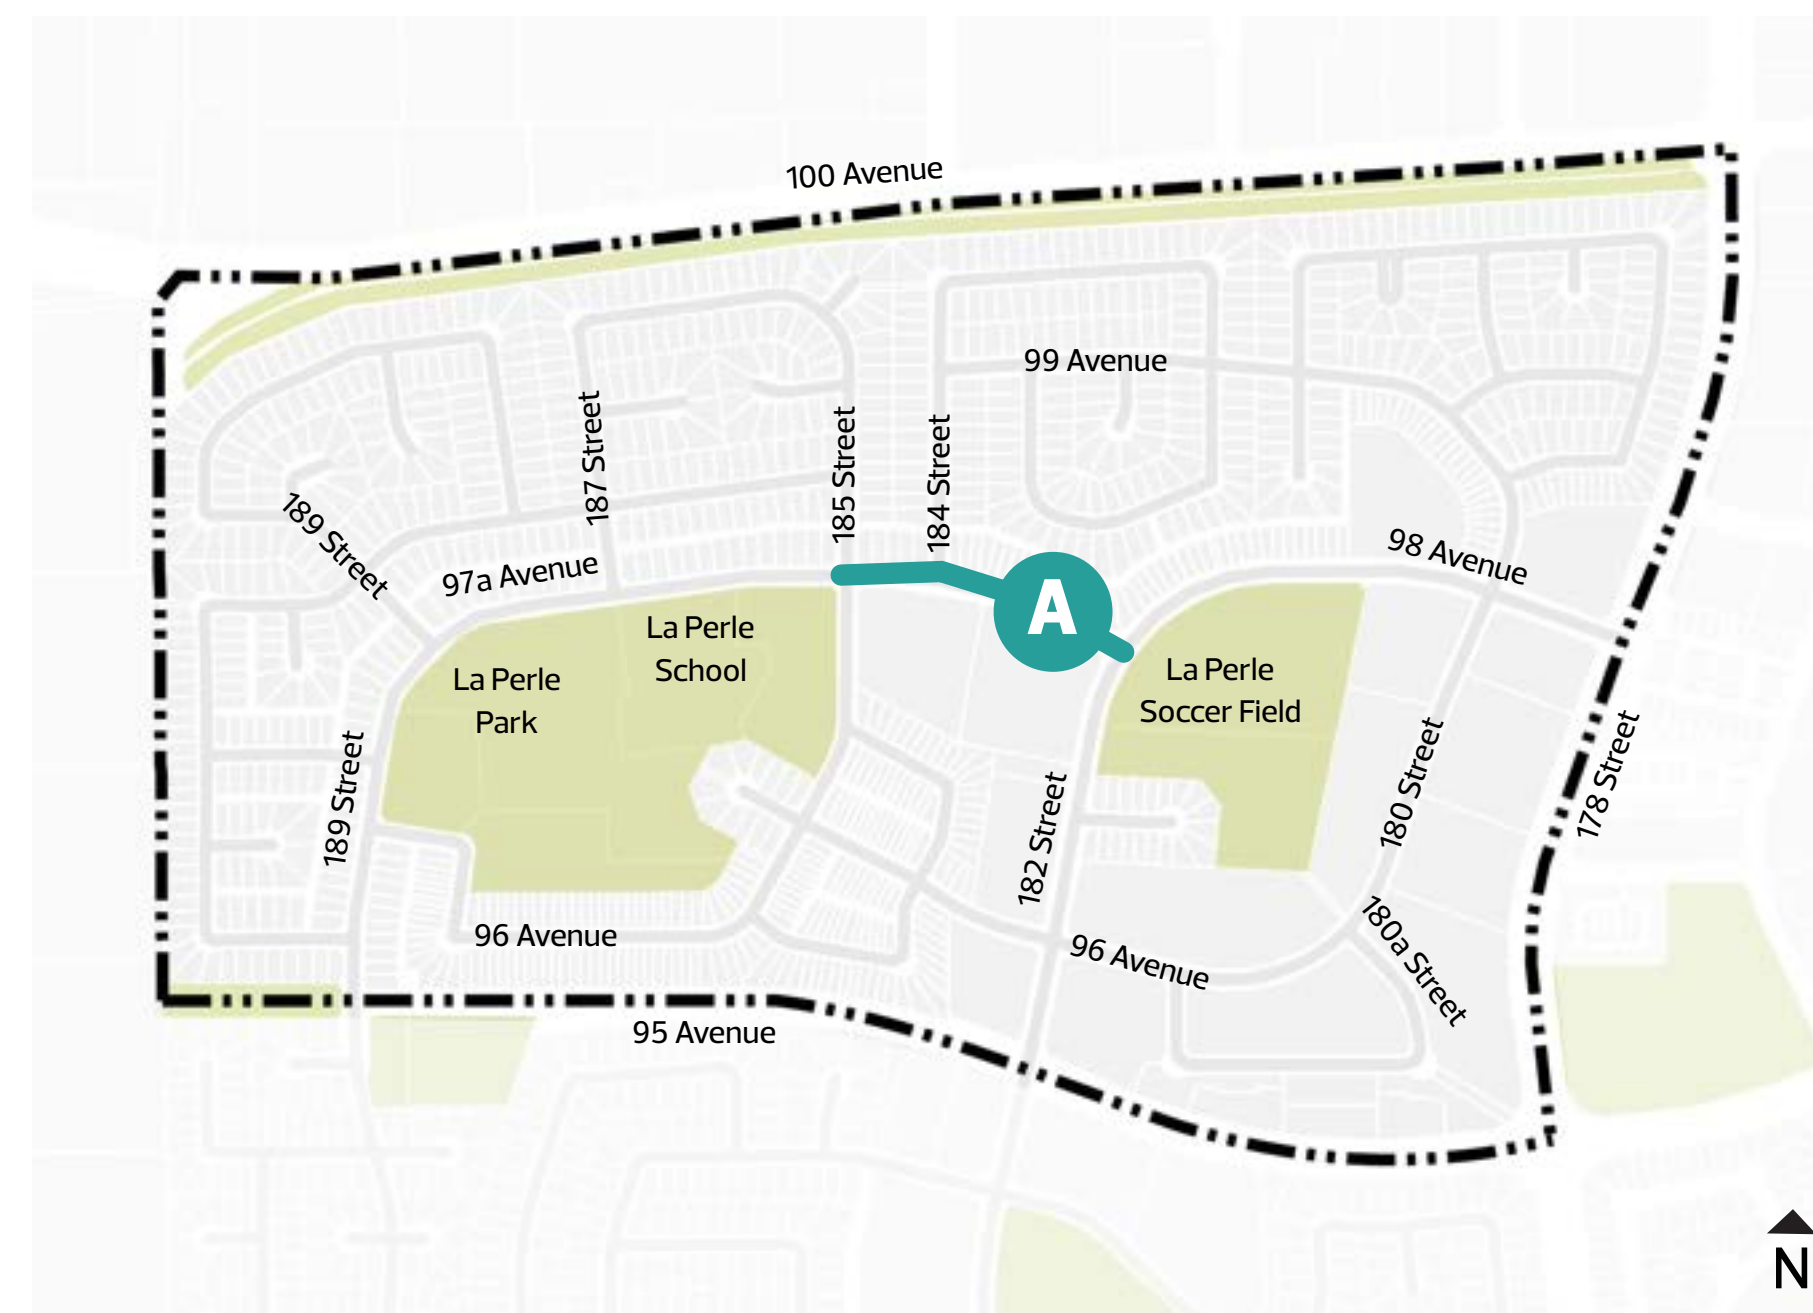 100 Avenue
99 Avenue
187 Street
185 Street
184 Street
189 Street
97a Avenue
98 Avenue
A
La Perle
School
La Perle
Park
La Perle
Soccer Field
189 Street
182 Street
180 Street
178 Street
96 Avenue
96 Avenue
180a Street
95 Avenue
N